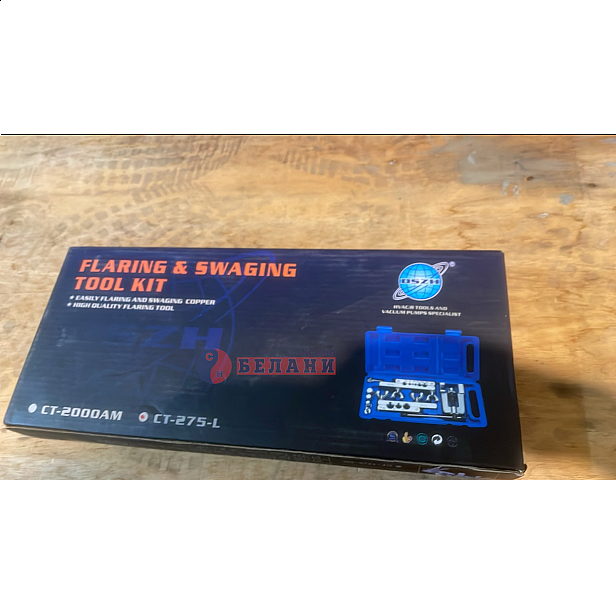 FLARING & SWAGING
TOOL KIT
* EASILY FLARING AND SWAGING COPPER
* HIGH QUALITY FLARING TOOL
DSZH
®
HVAC/R TOOLS AND
VACUUM PUMPS SPECIALIST
БЕЛАНИ
CT-2000AM
CT-275-L